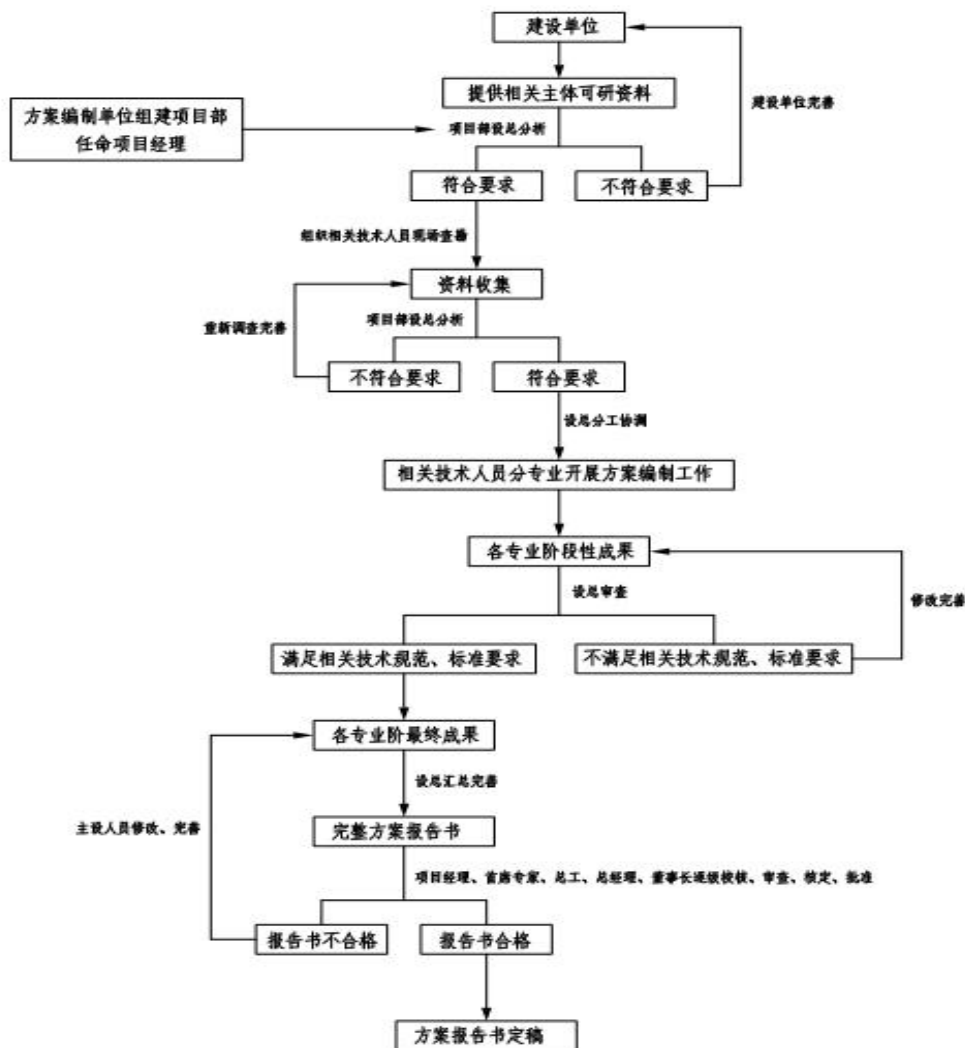 建设单位
提供相关主体可研资料
建设单位完善
方案编制单位组建项目部
任命项目经理
项目部设总分析
符合要求
不符合要求
组织相关技术人员现场查勘
资料收集
项目部设总分析
重新调查完善
不符合要求
符合要求
设总分工协调
相关技术人员分专业开展方案编制工作
各专业阶段性成果
设总审查
修改完善
满足相关技术规范、标准要求
不满足相关技术规范、标准要求
各专业阶最终成果
设总汇总完善
主设人员修改、完善
完整方案报告书
项目经理、首席专家、总工、总经理、董事长逐级校核、审查、核定、批准
报告书不合格
报告书合格
方案报告书定稿